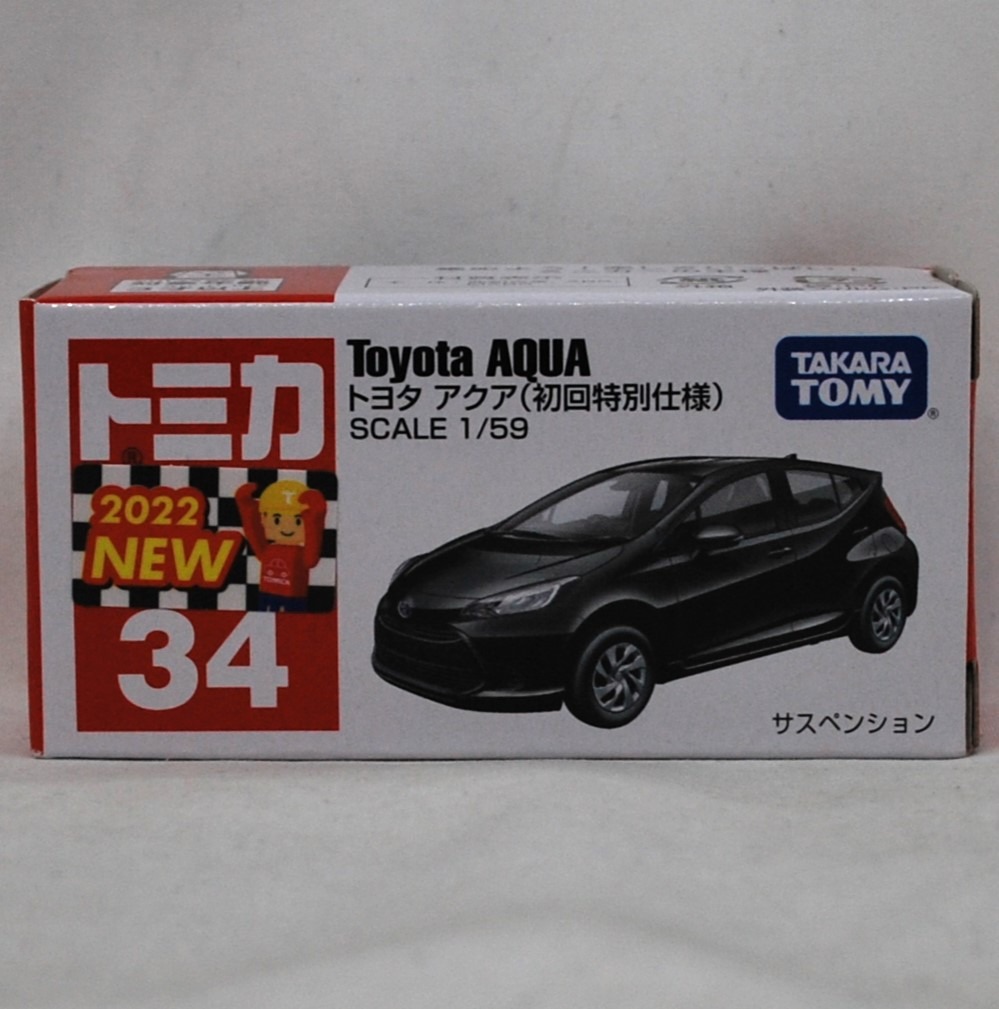 トミカ
®
2022
NEW
TOMICA
34
Toyota AQUA
トヨタ アクア(初回特別仕様)
SCALE 1/59
TAKARA
TOMY
®
サスペンション